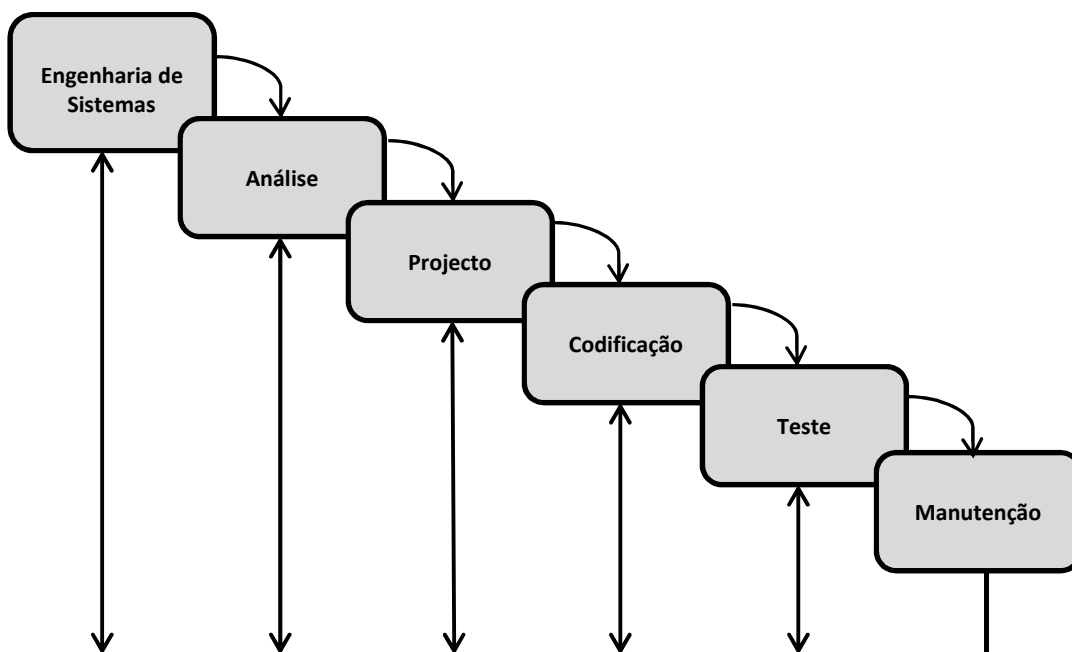 Engenharia de
Sistemas
Análise
Projecto
Codificação
Teste
Manutenção